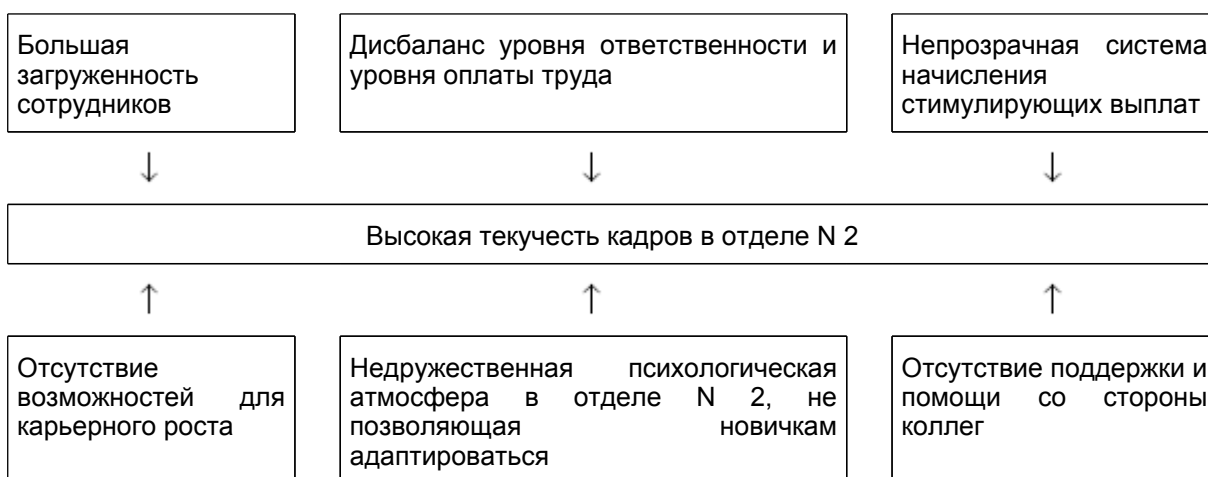 Большая
загруженность
сотрудников
Дисбаланс уровня ответственности и
уровня оплаты труда
Непрозрачная система
начисления
стимулирующих выплат
↓ ↓ ↓
Высокая текучесть кадров в отделе N 2
↑ ↑ ↑
Отсутствие
возможностей для
карьерного роста
Недружественная психологическая
атмосфера в отделе N 2, не
позволяющая новичкам
адаптироваться
Отсутствие поддержки и
помощи со стороны
коллег